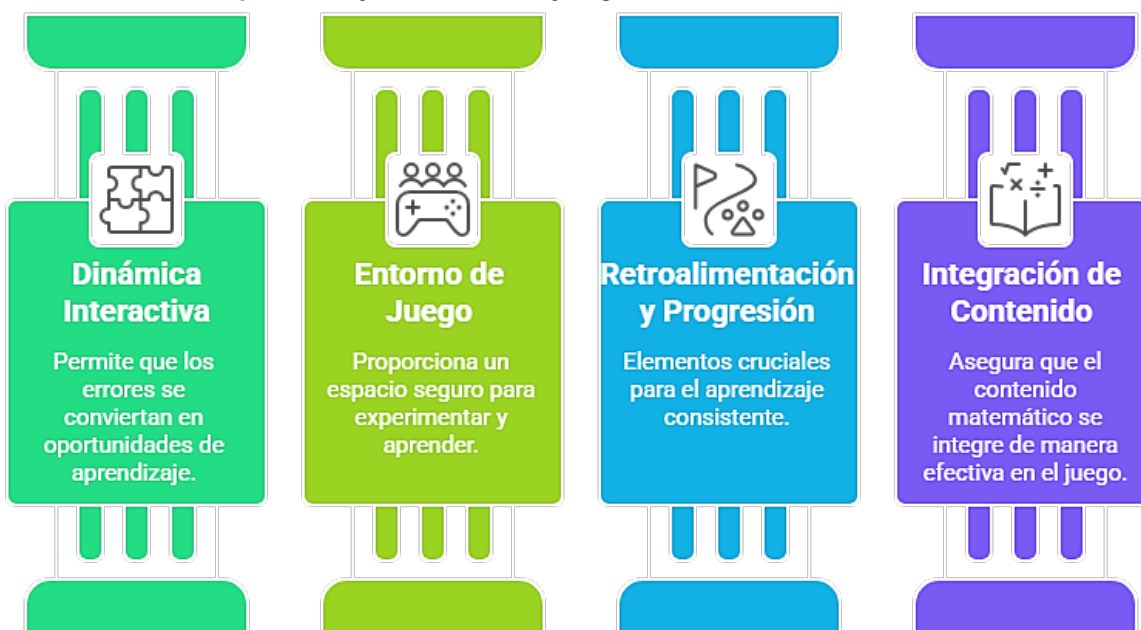 Dinámica
Interactiva
Permite que los
errores se
conviertan en
oportunidades de
aprendizaje.
Entorno de
Juego
Proporciona un
espacio seguro para
experimentar y
aprender.
Retroalimentación
y Progresión
Elementos cruciales
para el aprendizaje
consistente.
Integración de
Contenido
Asegura que el
contenido
matemático se
integre de manera
efectiva en el juego.